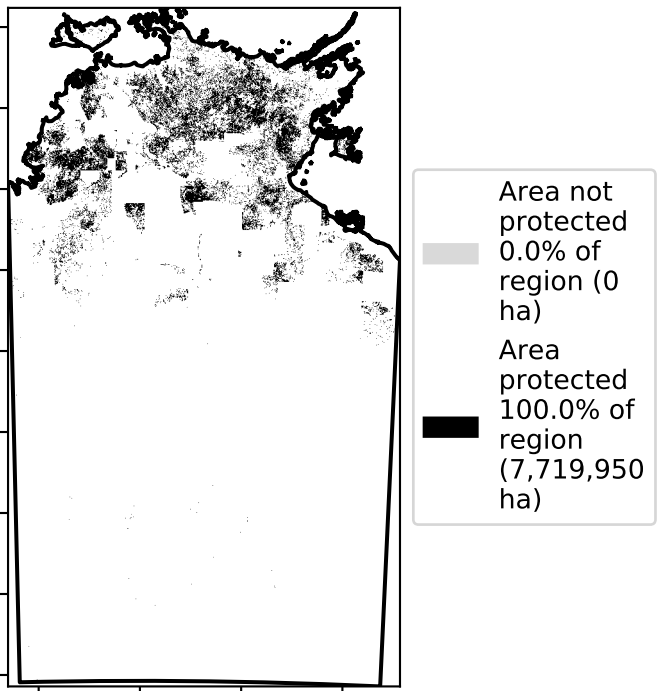 Area not
protected
0.0% of
region (0
ha)
Area
protected
100.0% of
region
(7,719,950
ha)